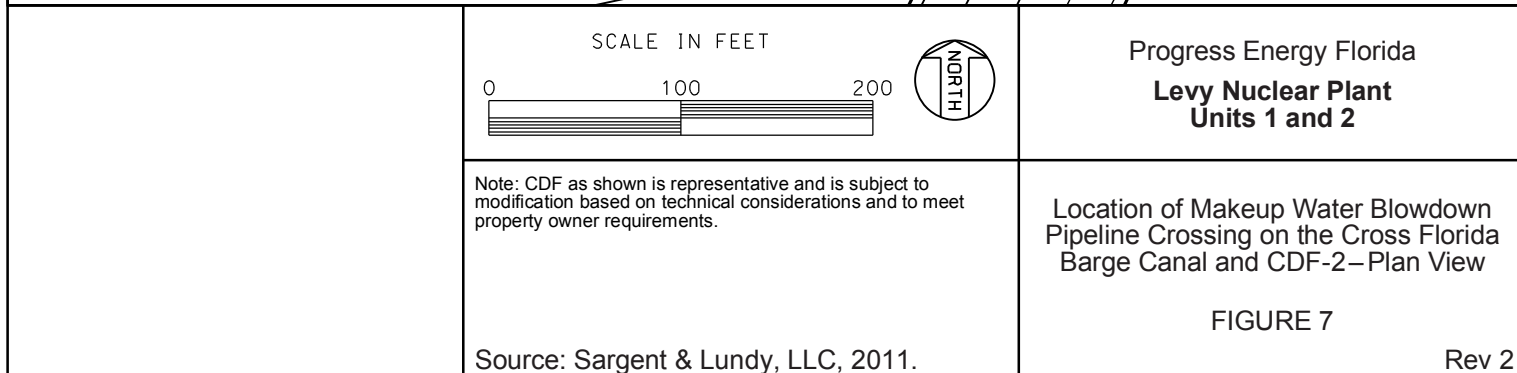 SCALE IN FEET
0 100 200
NORTH
Note: CDF as shown is representative and is subject to
modification based on technical considerations and to meet
property owner requirements.
Source: Sargent & Lundy, LLC, 2011.
Progress Energy Florida
Levy Nuclear Plant
Units 1 and 2
Location of Makeup Water Blowdown
Pipeline Crossing on the Cross Florida
Barge Canal and CDF-2–Plan View
FIGURE 7
Rev 2